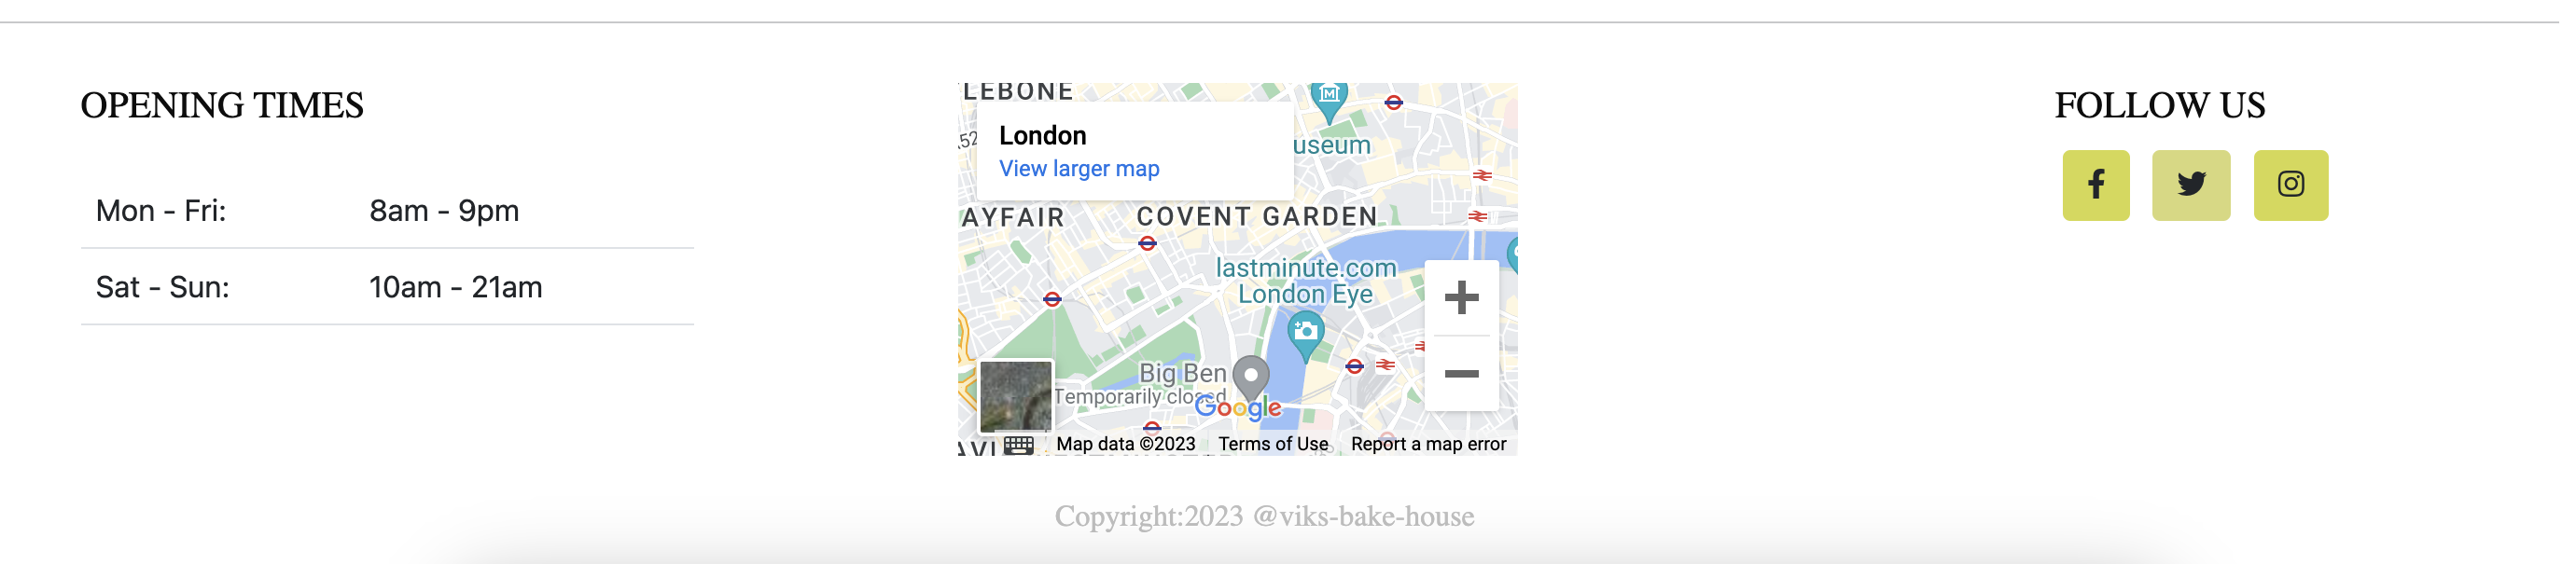 OPENING TIMES
Mon - Fri: 8am - 9pm
Sat - Sun: 10am - 21am
LEBONE
London
View larger map
useum
AYFAIR
COVENT GARDEN
lastminute.com
London Eye
Big Ben
Temporarily closed
Google
Map data ©2023 Terms of Use Report a map error
FOLLOW US
Copyright:2023 @viks-bake-house